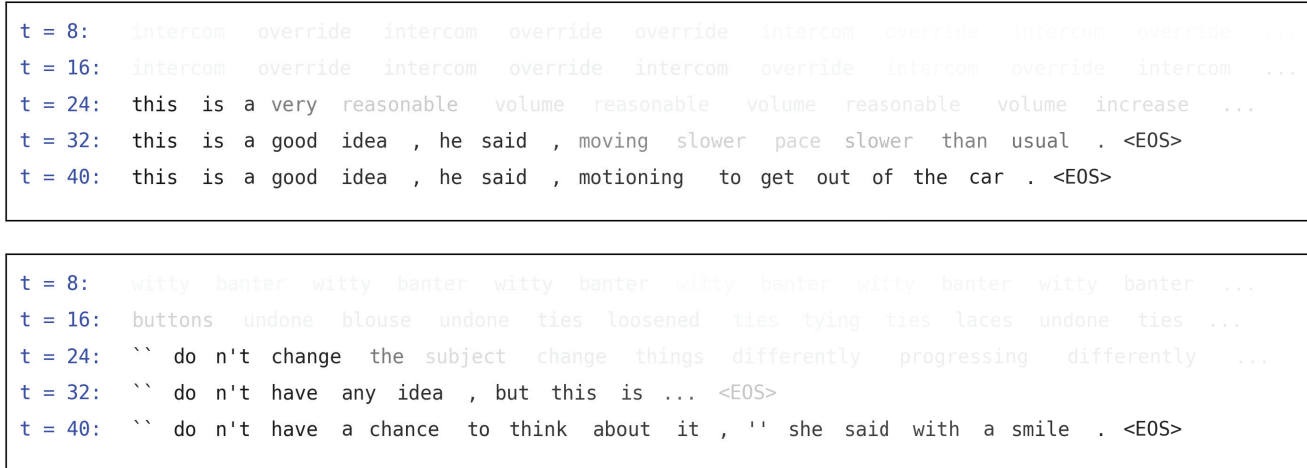 t = 8: intercom override intercom override override intercom override intercom override ...
t = 16: intercom override intercom override intercom override intercom override intercom ...
t = 24: this is a very reasonable volume reasonable volume reasonable volume increase ...
t = 32: this is a good idea , he said , moving slower pace slower than usual . <EOS>
t = 40: this is a good idea , he said , motioning to get out of the car . <EOS>
t = 8: witty banter witty banter witty banter witty banter witty banter witty banter ...
t = 16: buttons undone blouse undone ties loosened ties tying ties laces undone ties ...
t = 24: `` do n't change the subject change things differently progressing differently ...
t = 32: `` do n't have any idea , but this is ... <EOS>
t = 40: `` do n't have a chance to think about it , '' she said with a smile . <EOS>